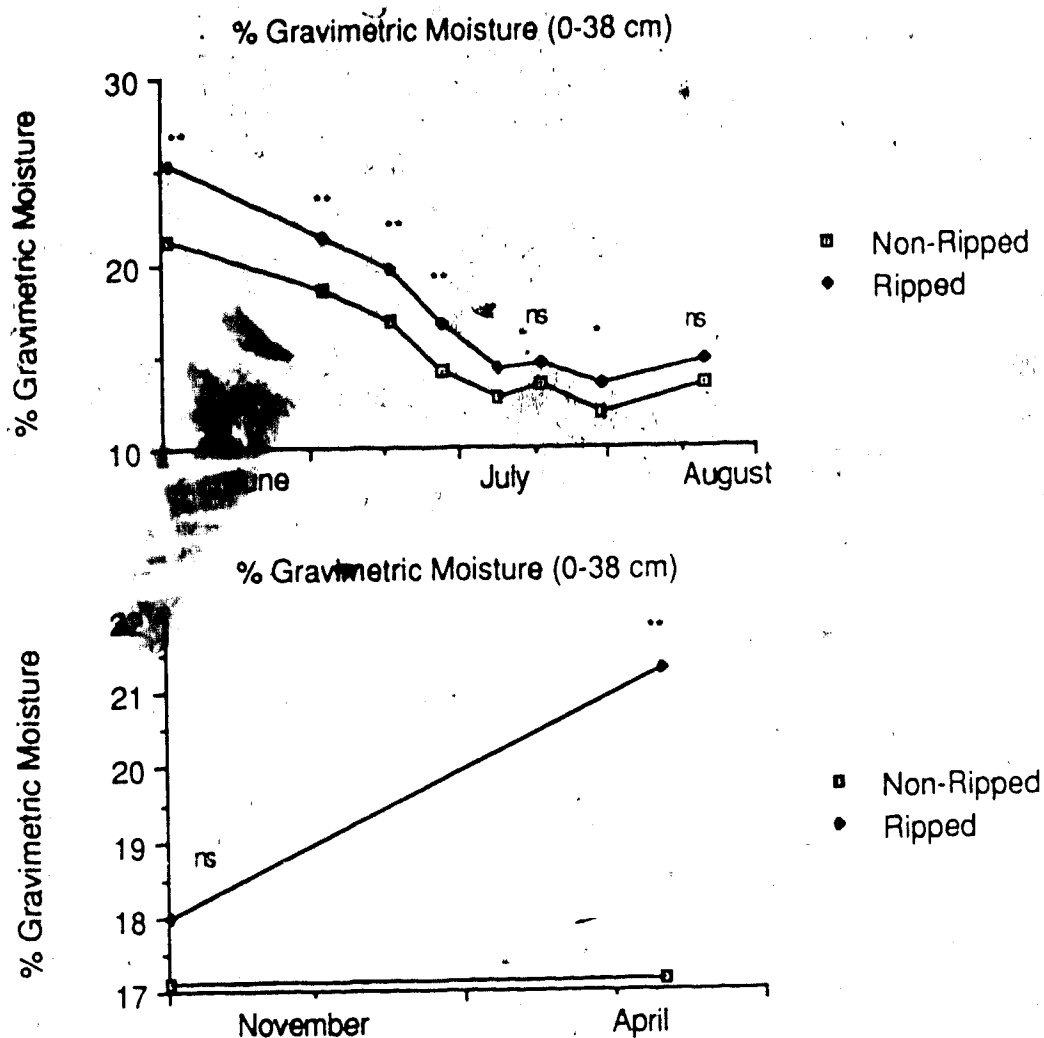 % Gravimetric Moisture (0-38 cm)
% Gravimetric Moisture
30
20
10
**
**
**
**
*
ns
*
ns
July
August
Non-Ripped
Ripped
% Gravimetric Moisture (0-38 cm)
% Gravimetric Moisture
21
20
19
18
17
ns
**
November
April
Non-Ripped
Ripped